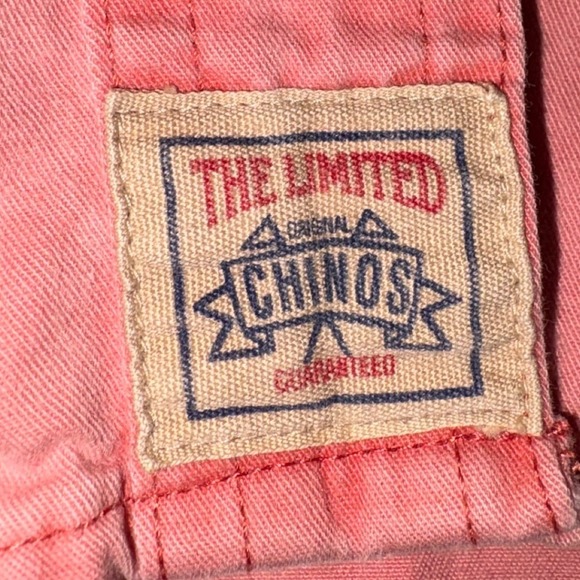 THE LIMITED
ORIGINAL
CHINOS
GUARANTEED